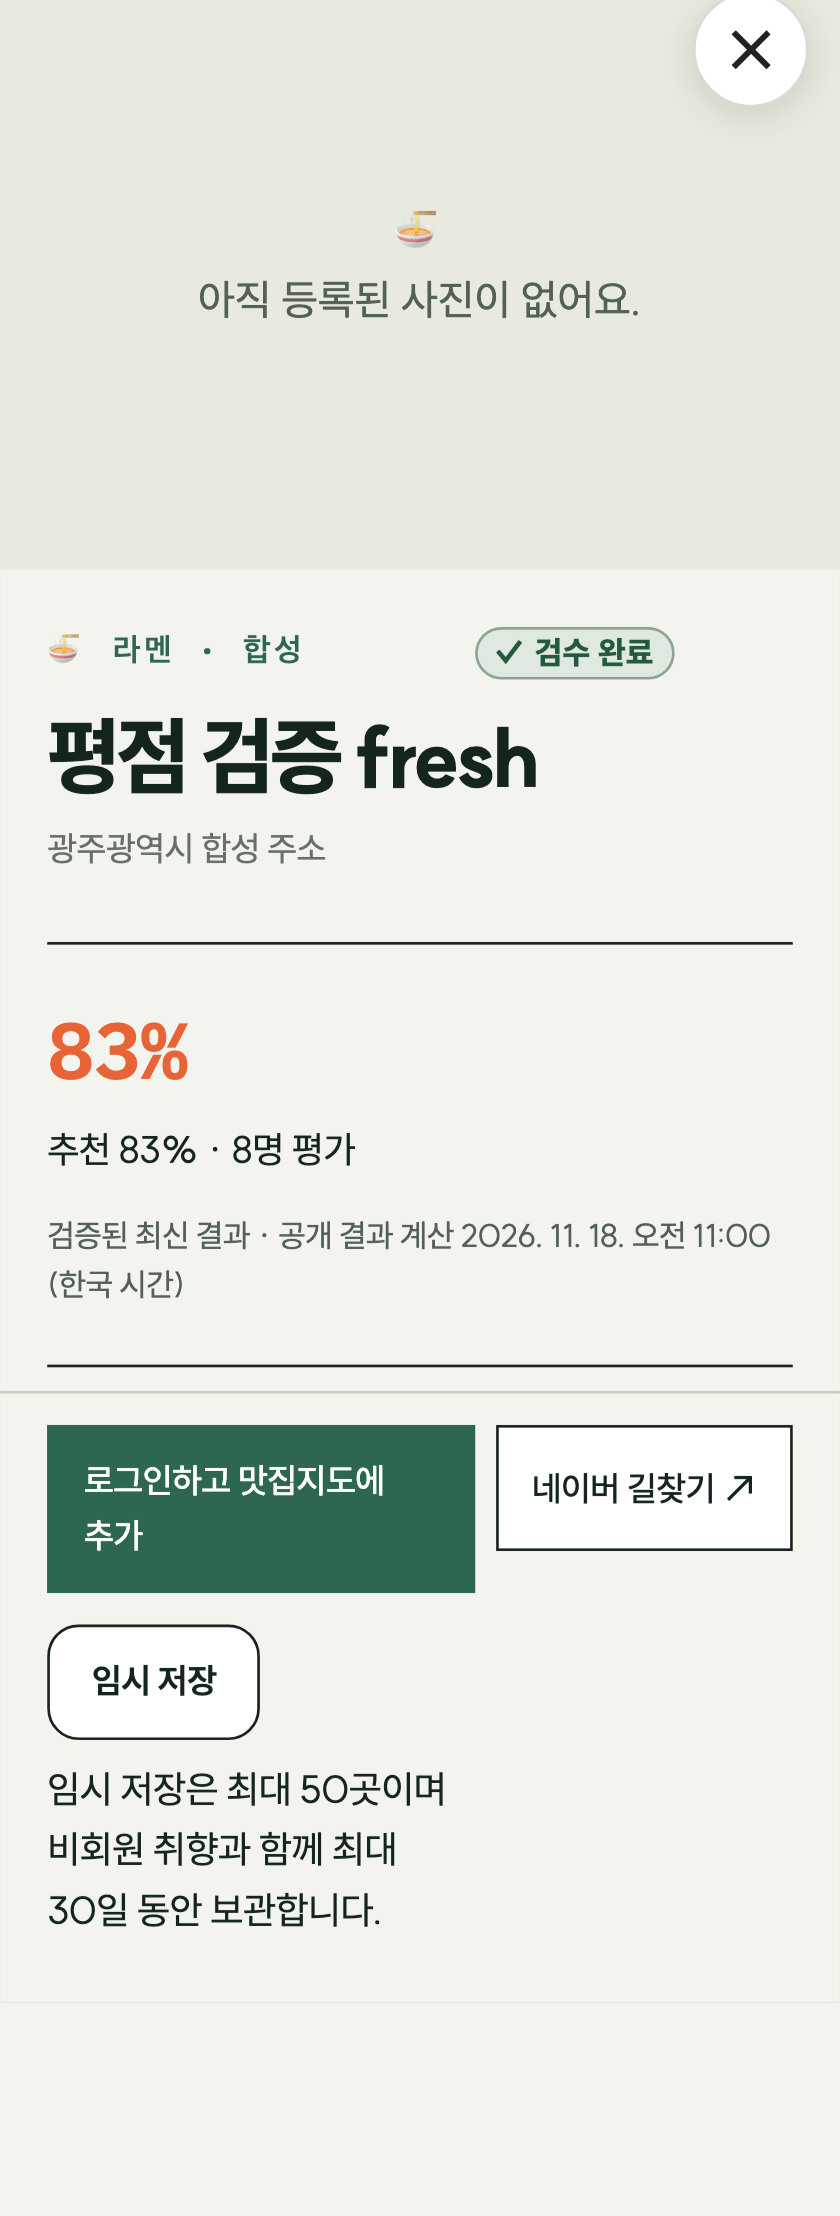 아직 등록된 사진이 없어요.
라멘 · 합성
검수 완료
평점 검증 fresh
광주광역시 합성 주소
83%
추천 83% · 8명 평가
검증된 최신 결과 · 공개 결과 계산 2026. 11. 18. 오전 11:00
(한국 시간)
로그인하고 맛집지도에
추가
네이버 길찾기 ↗
임시 저장
임시 저장은 최대 50곳이며
비회원 취향과 함께 최대
30일 동안 보관합니다.